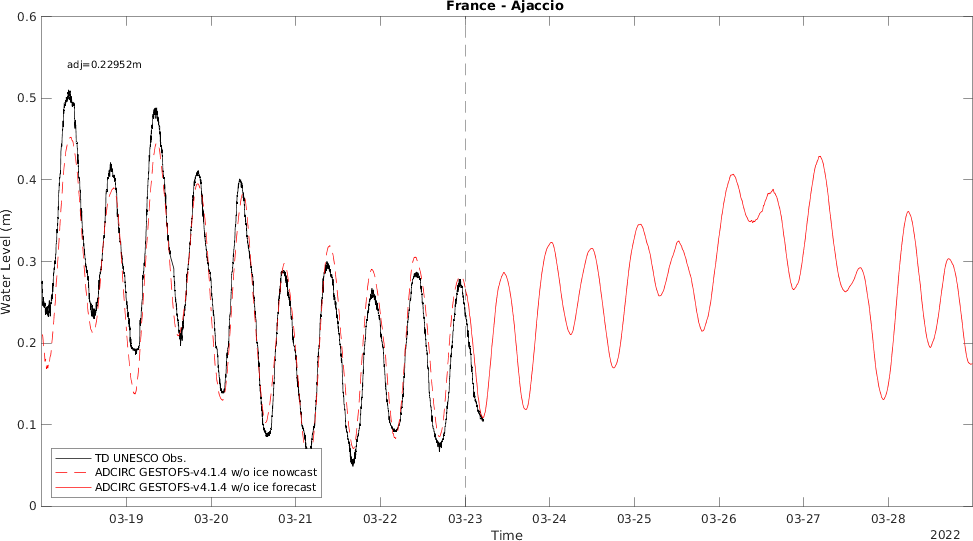 France - Ajaccio
adj=0.22952m
0.6
0.5
0.4
0.3
0.2
0.1
0
Water Level (m)
TD UNESCO Obs.
ADCIRC GESTOFS-v4.1.4 w/o ice nowcast
ADCIRC GESTOFS-v4.1.4 w/o ice forecast
03-19 03-20 03-21 03-22 03-23 03-24 03-25 03-26 03-27 03-28
Time
2022